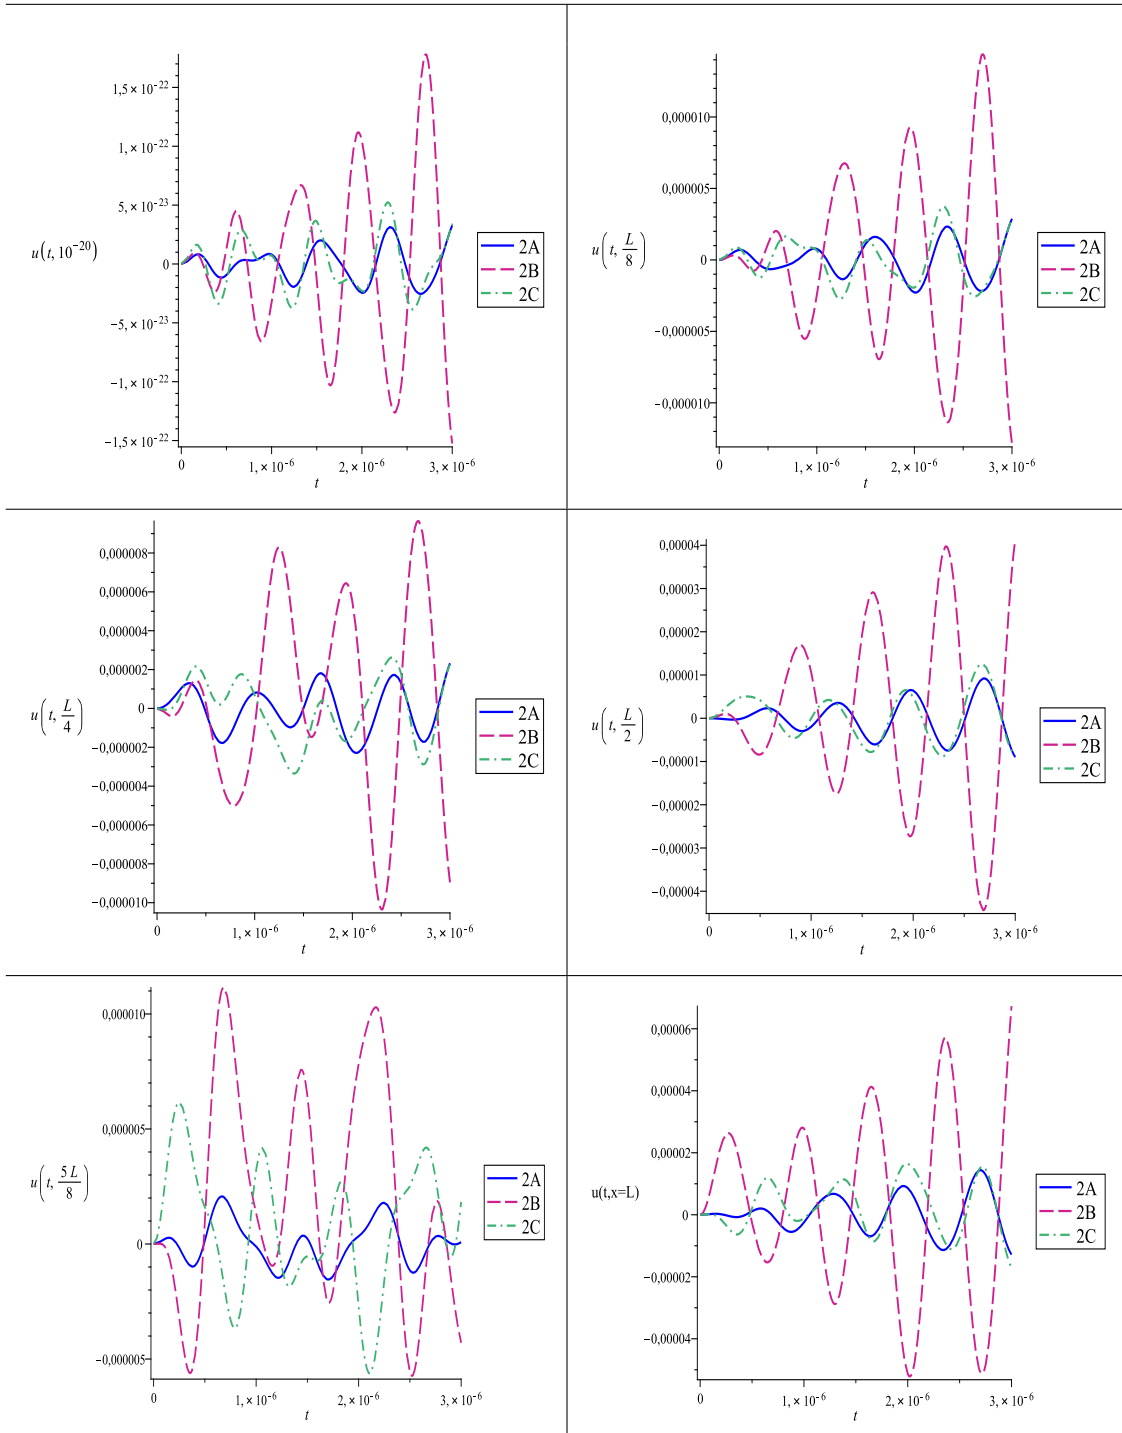 1,5 × 10⁻²²
1, × 10⁻²²
5, × 10⁻²³
u(t, 10⁻²⁰)
0
−5, × 10⁻²³
−1, × 10⁻²²
−1,5 × 10⁻²²
0 1, × 10⁻⁶ 2, × 10⁻⁶ 3, × 10⁻⁶
t
2A
2B
2C
0,000010
0,000005
u(t, L/8)
0
−0,000005
−0,000010
0 1, × 10⁻⁶ 2, × 10⁻⁶ 3, × 10⁻⁶
t
2A
2B
2C
0,000008
0,000006
0,000004
0,000002
u(t, L/4)
0
−0,000002
−0,000004
−0,000006
−0,000008
−0,000010
0 1, × 10⁻⁶ 2, × 10⁻⁶ 3, × 10⁻⁶
t
2A
2B
2C
0,00004
0,00003
0,00002
0,00001
u(t, L/2)
0
−0,00001
−0,00002
−0,00003
−0,00004
0 1, × 10⁻⁶ 2, × 10⁻⁶ 3, × 10⁻⁶
t
2A
2B
2C
0,000010
0,000005
u(t, 5 L/8)
0
−0,000005
0 1, × 10⁻⁶ 2, × 10⁻⁶ 3, × 10⁻⁶
t
2A
2B
2C
0,00006
0,00004
0,00002
u(t,x=L)
0
−0,00002
−0,00004
0 1, × 10⁻⁶ 2, × 10⁻⁶ 3, × 10⁻⁶
t
2A
2B
2C